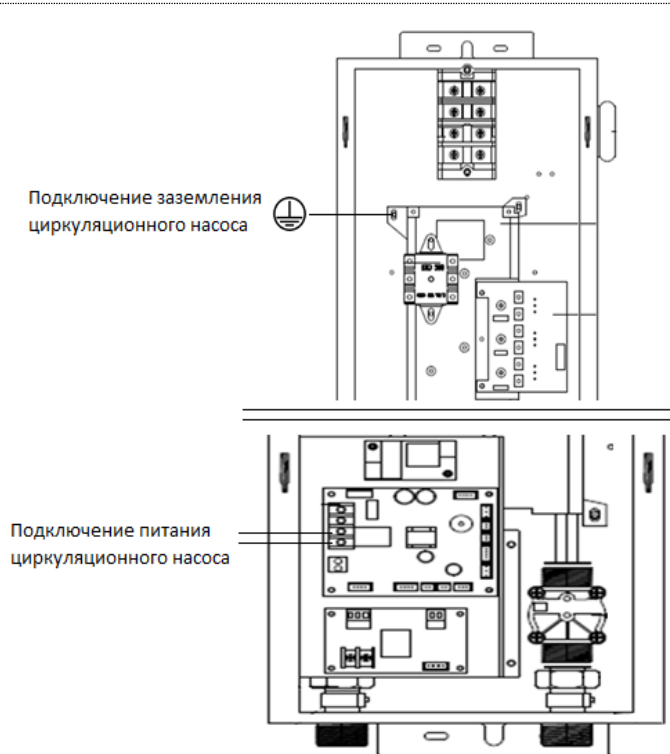 Подключение заземления
циркуляционного насоса
Подключение питания
циркуляционного насоса